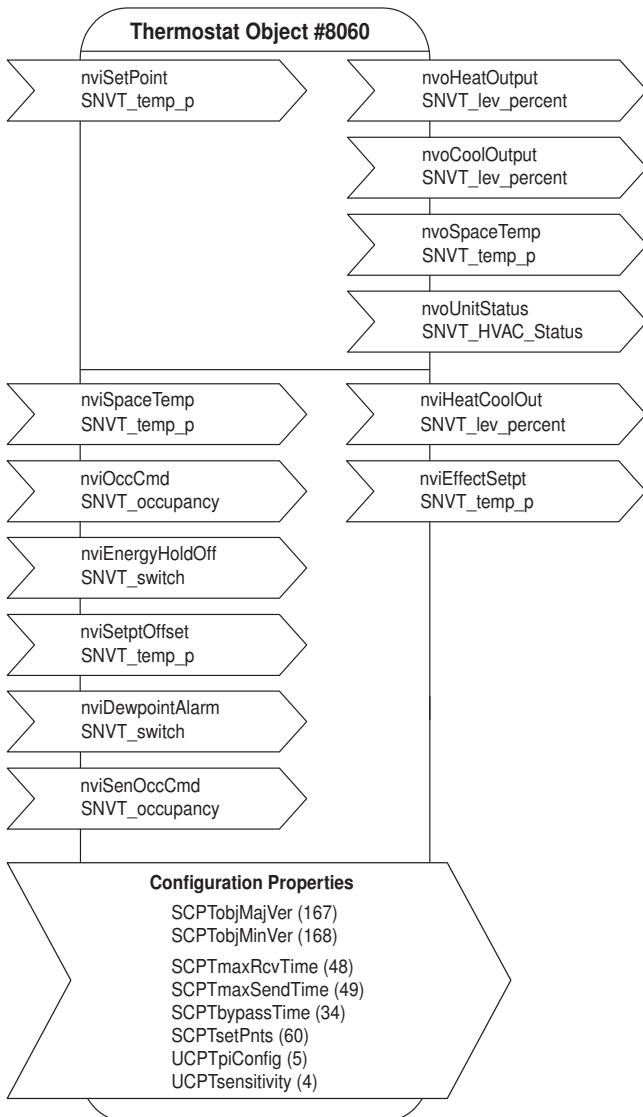 Thermostat Object #8060
nviSetPoint
SNVT_temp_p
nvoHeatOutput
SNVT_lev_percent
nvoCoolOutput
SNVT_lev_percent
nvoSpaceTemp
SNVT_temp_p
nvoUnitStatus
SNVT_HVAC_Status
nviSpaceTemp
SNVT_temp_p
nviHeatCoolOut
SNVT_lev_percent
nviOccCmd
SNVT_occupancy
nviEffectSetpt
SNVT_temp_p
nviEnergyHoldOff
SNVT_switch
nviSetptOffset
SNVT_temp_p
nviDewpointAlarm
SNVT_switch
nviSenOccCmd
SNVT_occupancy
Configuration Properties
SCPTobjMajVer (167)
SCPTobjMinVer (168)
SCPTmaxRcvTime (48)
SCPTmaxSendTime (49)
SCPTbypassTime (34)
SCPTsetPnts (60)
UCPTpiConfig (5)
UCPTsensitivity (4)